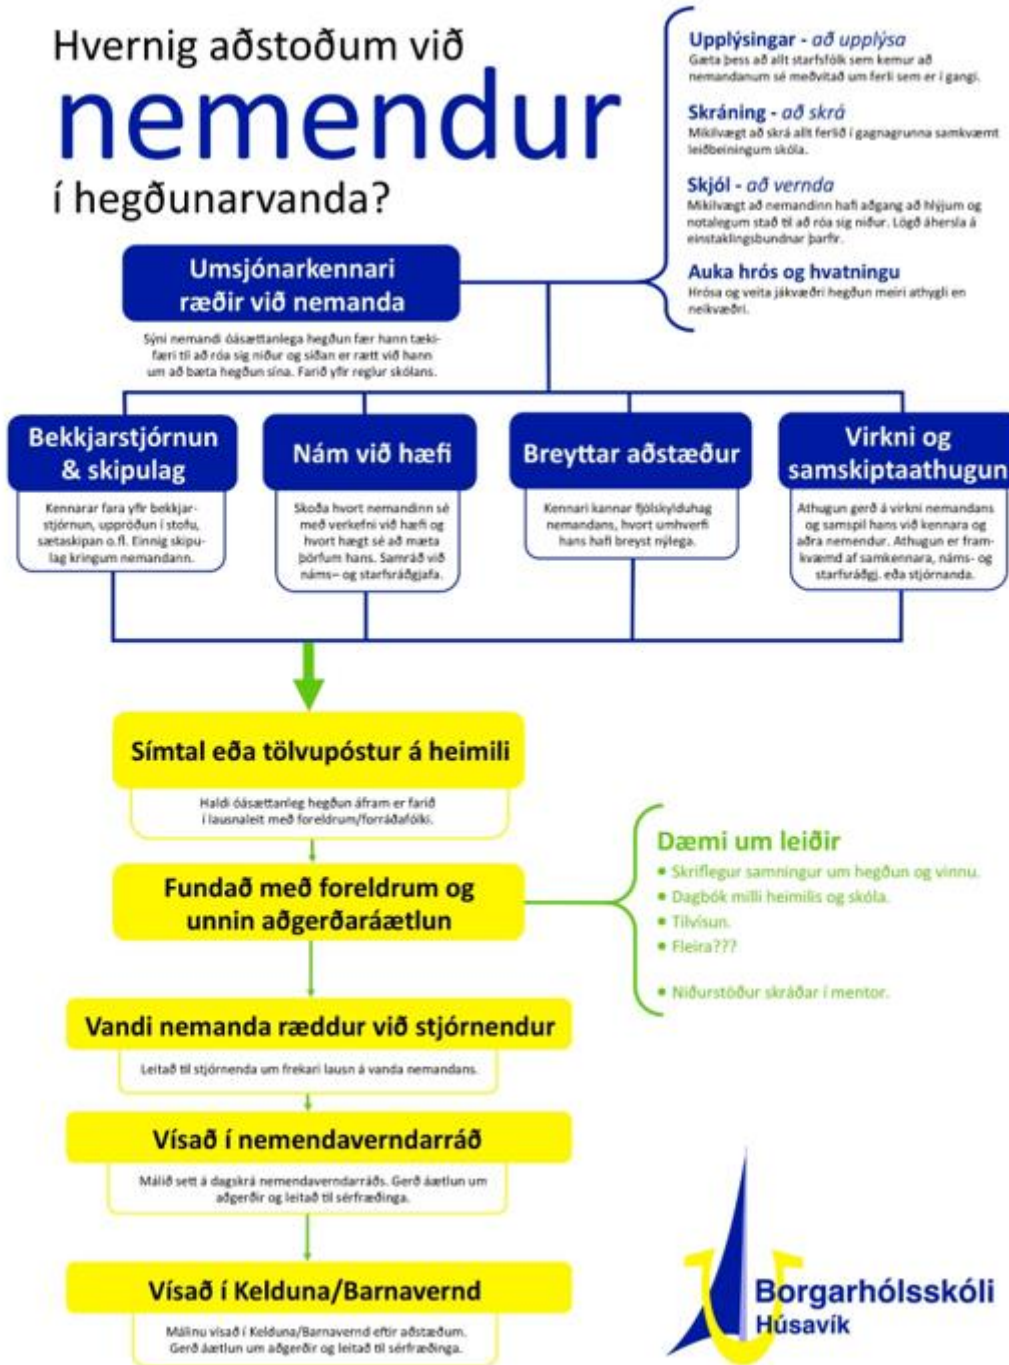 Hvernig aðstoðum við
nemendur
í hegðunarvanda?
Upplýsingar - að upplýsa
Gæta þess að allt starfsfólk sem kemur að
nemandanum sé meðvitað um ferli sem er í gangi.
Skráning - að skrá
Mikilvægt að skrá allt ferlið í gagnagrunna samkvæmt
leiðbeiningum skóla.
Skjól - að vernda
Mikilvægt að nemandinn hafi aðgang að hlýjum og
notalegum stað til að róa sig niður. Lögð áhersla á
einstaklingsbundnar þarfir.
Auka hrós og hvatningu
Hrósa og veita jákvæðri hegðun meiri athygli en
neikvæðri.
Umsjónarkennari
ræðir við nemanda
Sýni nemandi óásættanlega hegðun fær hann tæki-
færi til að róa sig niður og síðan er rætt við hann
um að bæta hegðun sína. Farið yfir reglur skólans.
Bekkjarstjórnun
& skipulag
Kennarar fara yfir bekkjar-
stjórnun, uppröðun í stofu,
sætaskipan o.fl. Einnig skipu-
lag kringum nemandann.
Nám við hæfi
Skoða hvort nemandinn sé
með verkefni við hæfi og
hvort hægt sé að mæta
þörfum hans. Samráð við
náms– og starfsráðgjafa.
Breyttar aðstæður
Kennari kannar fjölskylduhag
nemandans, hvort umhverfi
hans hafi breyst nýlega.
Virkni og
samskiptaathugun
Athugun gerð á virkni nemandans
og samspil hans við kennara og
aðra nemendur. Athugun er fram-
kvæmd af samkennara, náms- og
starfsráðgj. eða stjórnanda.
Símtal eða tölvupóstur á heimili
Haldi óásættanleg hegðun áfram er farið
í lausnaleit með foreldrum/forráðafólki.
Fundað með foreldrum og
unnin aðgerðaráætlun
Dæmi um leiðir
• Skriflegur samningur um hegðun og vinnu.
• Dagbók milli heimilis og skóla.
• Tilvísun.
• Fleira???
• Niðurstöður skráðar í mentor.
Vandi nemanda ræddur við stjórnendur
Leitað til stjórnenda um frekari lausn á vanda nemandans.
Vísað í nemendaverndarráð
Málið sett á dagskrá nemendaverndarráðs. Gerð áætlun um
aðgerðir og leitað til sérfræðinga.
Vísað í Kelduna/Barnavernd
Málinu vísað í Kelduna/Barnavernd eftir aðstæðum.
Gerð áætlun um aðgerðir og leitað til sérfræðinga.
Borgarhólsskóli
Húsavík